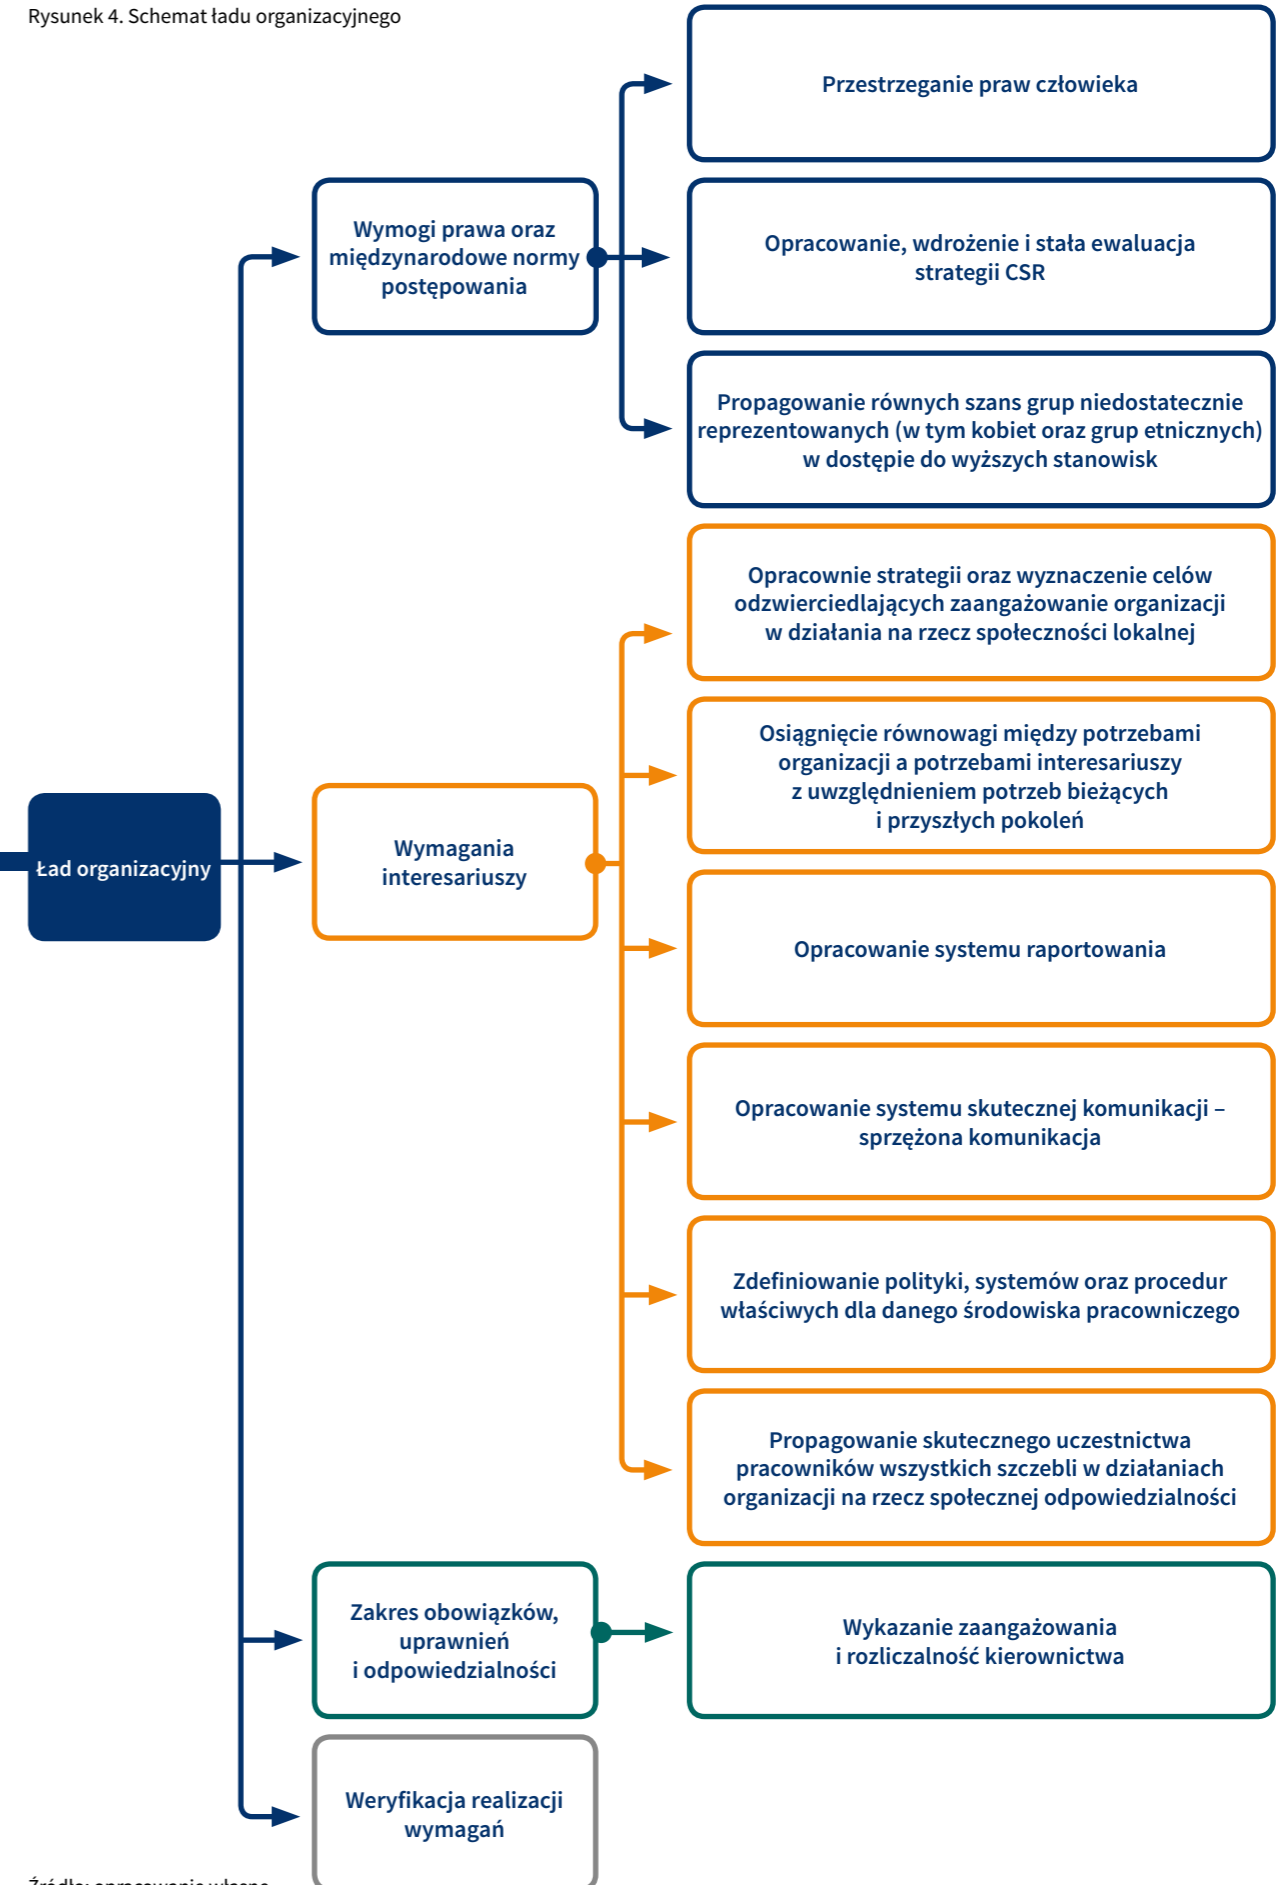 Rysunek 4. Schemat ładu organizacyjnego
Przestrzeganie praw człowieka
Wymogi prawa oraz
międzynarodowe normy
postępowania
Opracowanie, wdrożenie i stała ewaluacja
strategii CSR
Propagowanie równych szans grup niedostatecznie
reprezentowanych (w tym kobiet oraz grup etnicznych)
w dostępie do wyższych stanowisk
Opracownie strategii oraz wyznaczenie celów
odzwierciedlających zaangażowanie organizacji
w działania na rzecz społeczności lokalnej
Osiągnięcie równowagi między potrzebami
organizacji a potrzebami interesariuszy
z uwzględnieniem potrzeb bieżących
i przyszłych pokoleń
Ład organizacyjny
Wymagania
interesariuszy
Opracowanie systemu raportowania
Opracowanie systemu skutecznej komunikacji –
sprzężona komunikacja
Zdefiniowanie polityki, systemów oraz procedur
właściwych dla danego środowiska pracowniczego
Propagowanie skutecznego uczestnictwa
pracowników wszystkich szczebli w działaniach
organizacji na rzecz społecznej odpowiedzialności
Zakres obowiązków,
uprawnień
i odpowiedzialności
Wykazanie zaangażowania
i rozliczalność kierownictwa
Weryfikacja realizacji
wymagań
Źródło: opracowanie własne